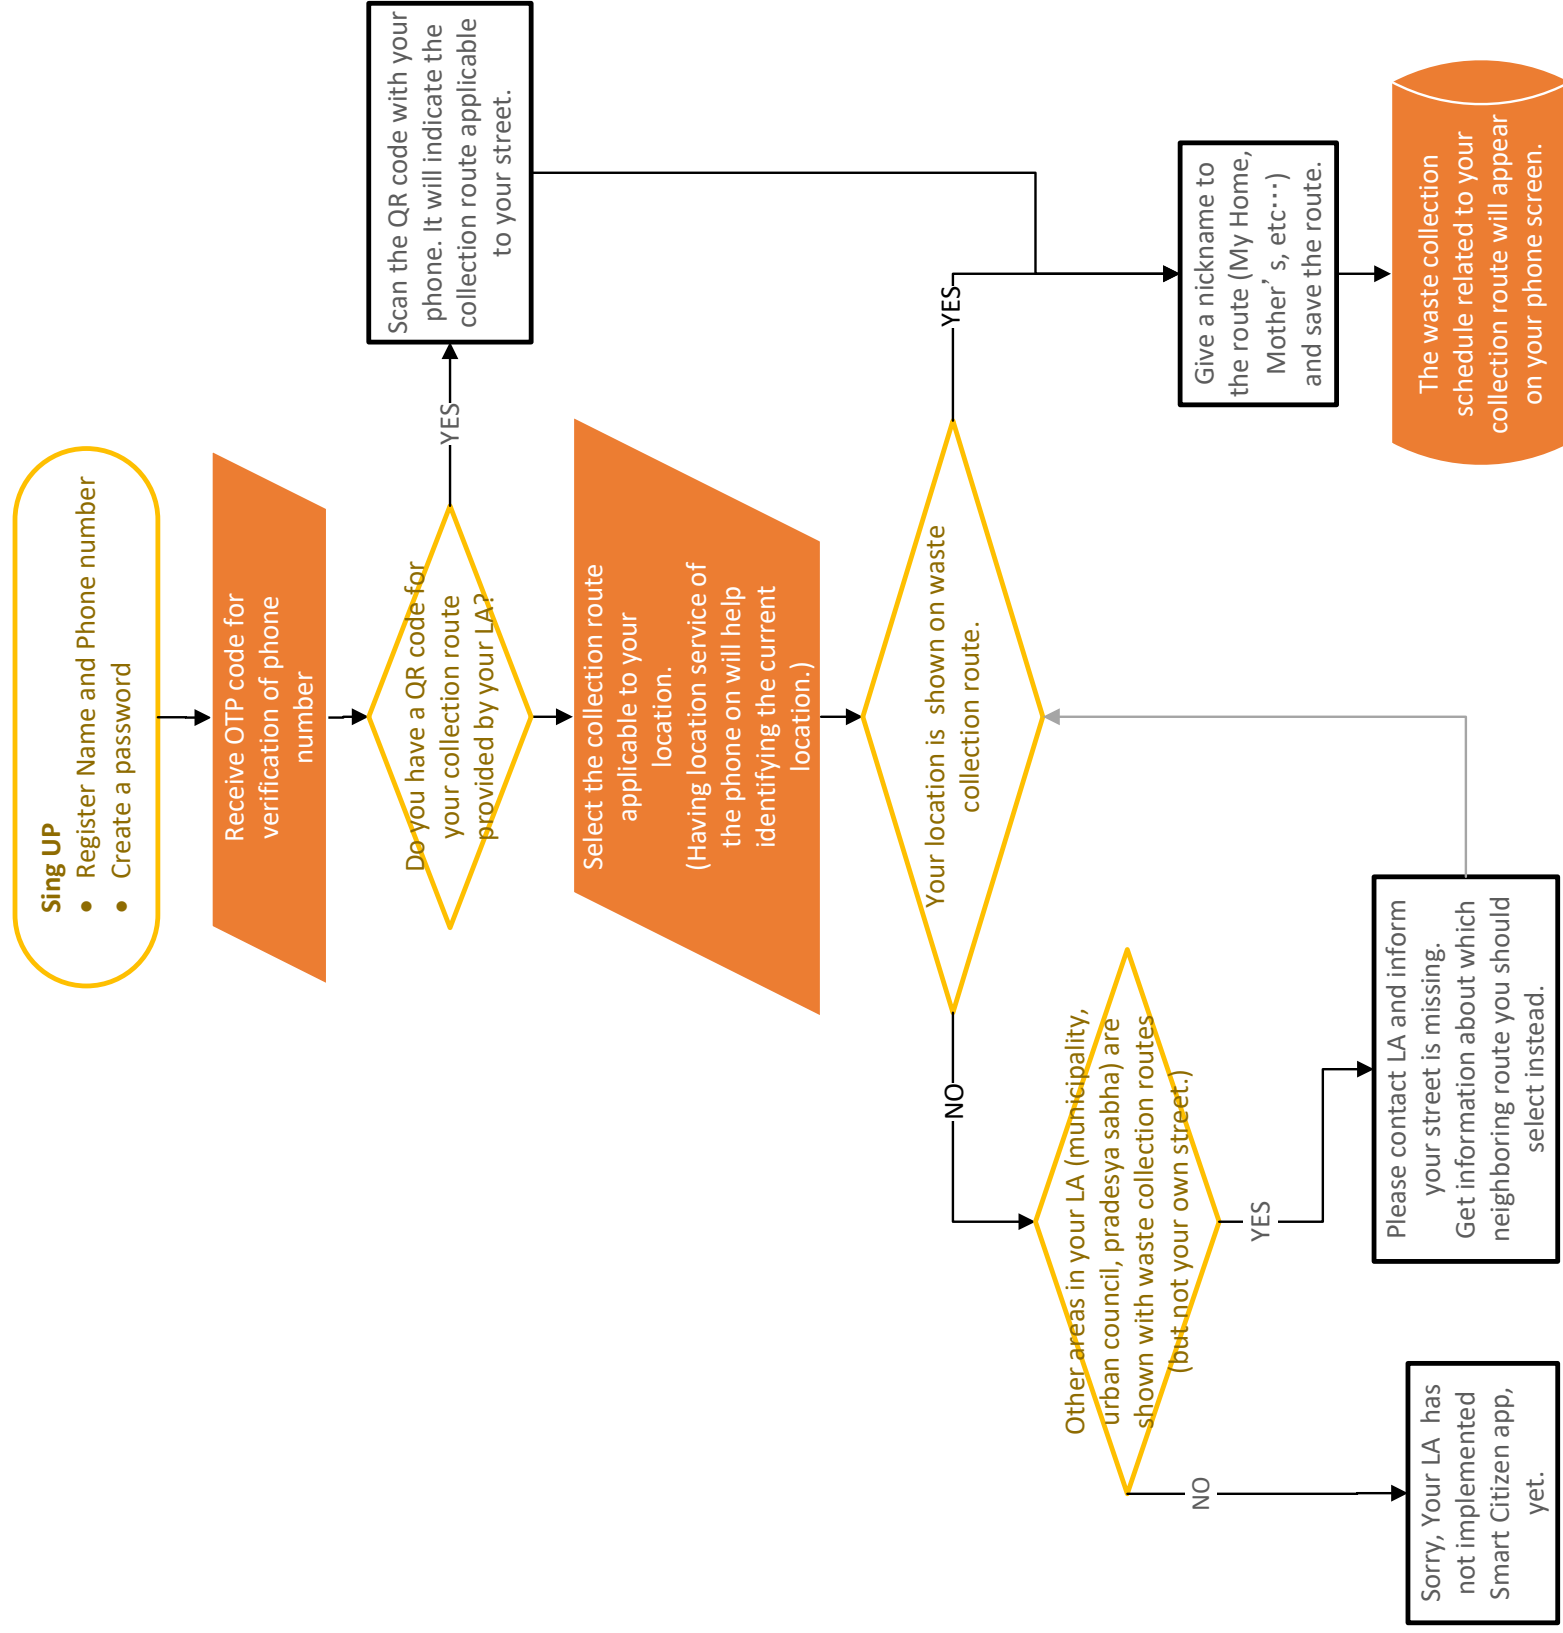 Sing UP
• Register Name and Phone number
• Create a password
Receive OTP code for
verification of phone
number
Do you have a QR code for
your collection route
provided by your LA?
YES
Scan the QR code with your
phone. It will indicate the
collection route applicable
to your street.
Select the collection route
applicable to your
location.
(Having location service of
the phone on will help
identifying the current
location.)
Your location is shown on waste
collection route.
YES
Give a nickname to
the route (My Home,
Mother’s, etc…)
and save the route.
The waste collection
schedule related to your
collection route will appear
on your phone screen.
NO
Other areas in your LA (municipality,
urban council, pradesya sabha) are
shown with waste collection routes
(but not your own street.)
YES
Please contact LA and inform
your street is missing.
Get information about which
neighboring route you should
select instead.
NO
Sorry, Your LA has
not implemented
Smart Citizen app,
yet.